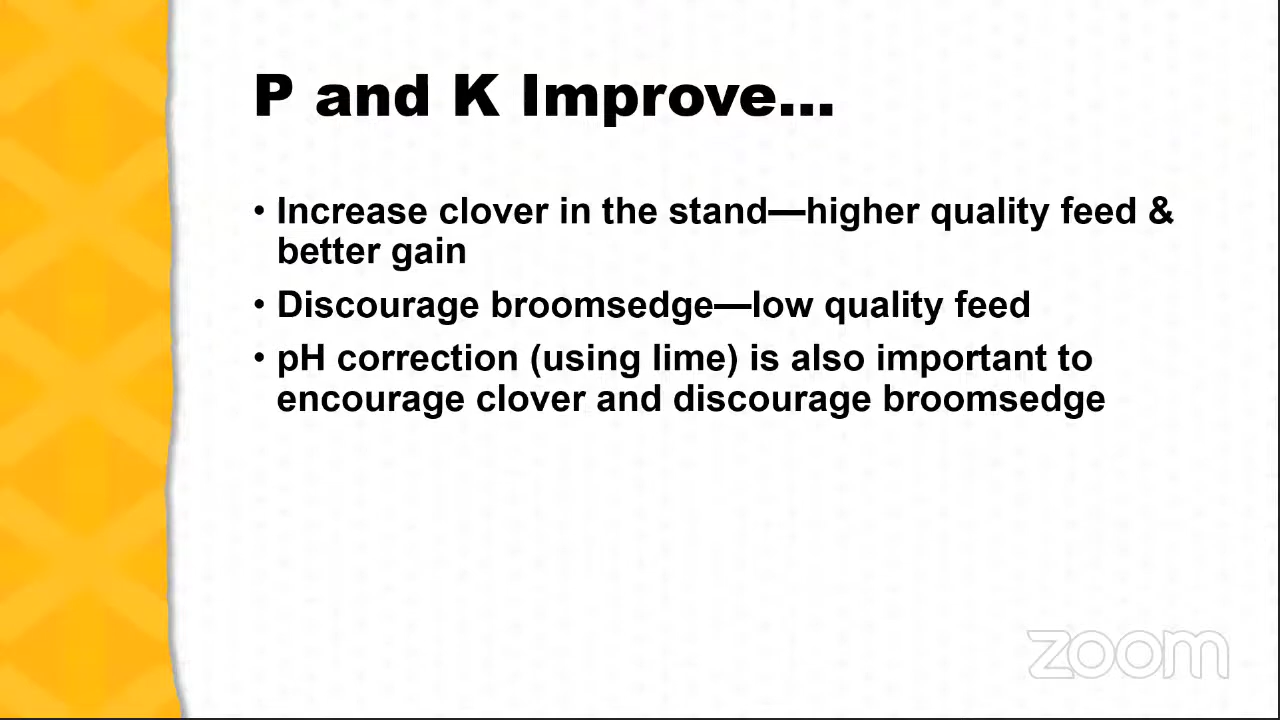 P and K Improve...
• Increase clover in the stand—higher quality feed &
better gain
• Discourage broomsedge—low quality feed
• pH correction (using lime) is also important to
encourage clover and discourage broomsedge
zoom